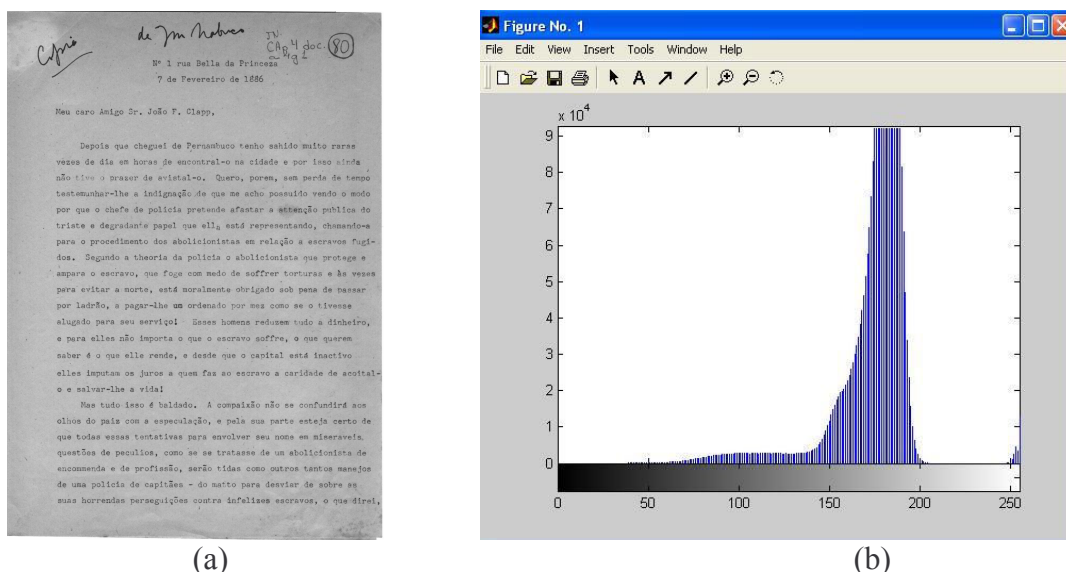 Copia
de Jm Nabuco
JN
CAp 4 doc. 80
g 1
Nº 1 rua Bella da Princeza
7 de Fevereiro de 1886
Meu caro Amigo Sr. João F. Clapp,
Depois que cheguei de Pernambuco tenho sahido muito raras
vezes de dia em horas de encontral-o na cidade e por isso ainda
não tive o prazer de avistal-o. Quero, porem, sem perda de tempo
testemunhar-lhe a indignação de que me acho possuido vendo o modo
por que o chefe de policia pretende afastar a attenção publica do
triste e degradante papel que ella está representando, chamando-a
para o procedimento dos abolicionistas em relação a escravos fugi-
dos. Segundo a theoria da policia o abolicionista que protege e
ampara o escravo, que foge com medo de soffrer torturas e ás vezes
para evitar a morte, está moralmente obrigado sob pena de passar
por ladrão, a pagar-lhe um ordenado por mez como se o tivesse
alugado para seu serviço! Esses homens reduzem tudo a dinheiro,
e para elles não importa o que o escravo soffre, o que querem
saber é o que elle rende, e desde que o capital está inactivo
elles imputam os juros a quem faz ao escravo a caridade de acoital-
o e salvar-lhe a vida!
Mas tudo isso é baldado. A compaixão não se confundirá aos
olhos do paiz com a especulação, e pela sua parte esteja certo de
que todas essas tentativas para envolver seu nome em miseraveis
questões de peculios, como se se tratasse de um abolicionista de
encommenda e de profissão, serão tidas como outros tantos manejos
de uma policia de capitães - do matto para desviar de sobre as
suas horrendas perseguições contra infelizes escravos, o que direi,
(a)
Figure No. 1
File Edit View Insert Tools Window Help
A
x 10⁴
9
8
7
6
5
4
3
2
1
0
0 50 100 150 200 250
(b)